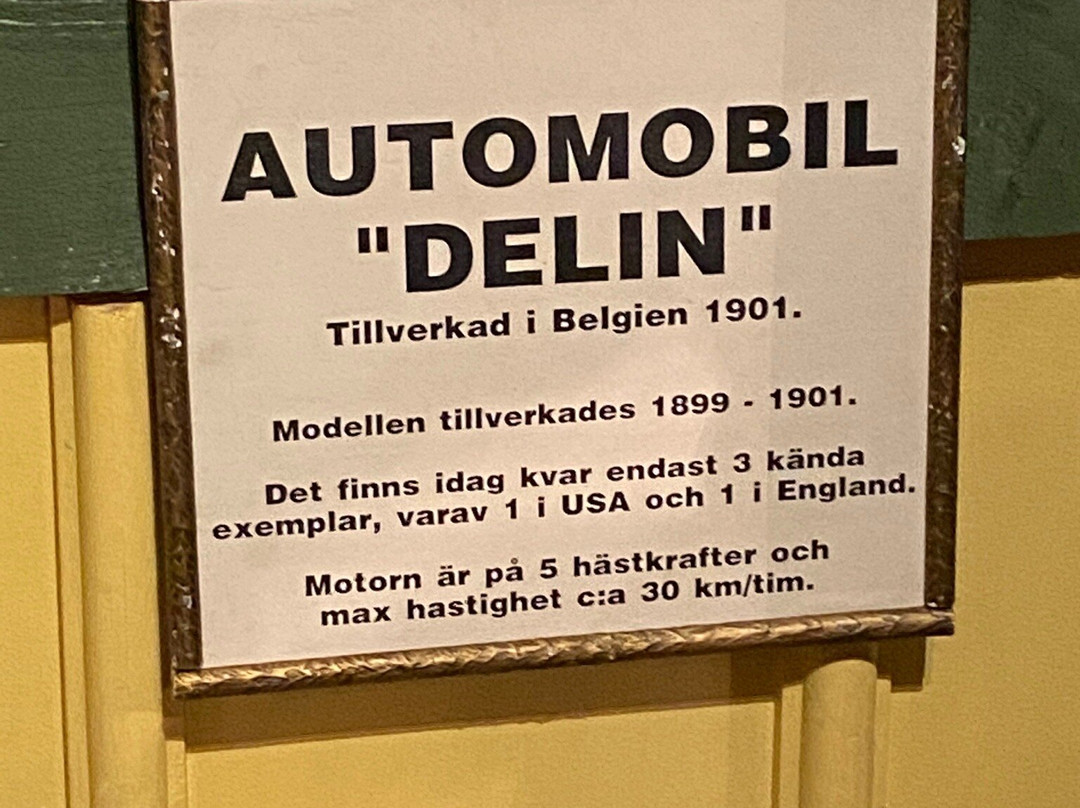 AUTOMOBIL
"DELIN"
Tillverkad i Belgien 1901.
Modellen tillverkades 1899 - 1901.
Det finns idag kvar endast 3 kända
exemplar, varav 1 i USA och 1 i England.
Motorn är på 5 hästkrafter och
max hastighet c:a 30 km/tim.